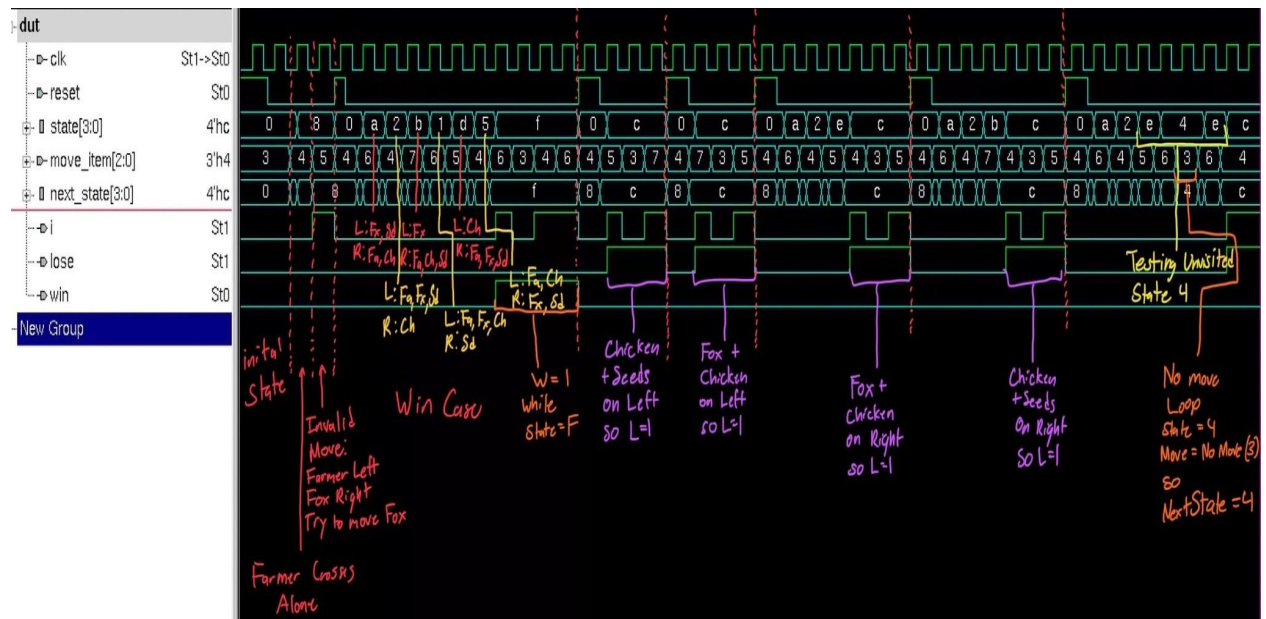 dut
clk St1->St0
reset St0
state[3:0] 4'hc 0 8 0 a 2 b 1 d 5 f 0 c 0 c 0 a 2 e c 0 a 2 b c 0 a 2 e 4 e c
move_item[2:0] 3'h4 3 4 5 4 6 4 7 6 5 4 6 3 4 6 4 5 3 7 4 7 3 5 4 6 4 5 4 3 5 4 6 4 7 4 3 5 4 6 4 5 6 3 6 4
next_state[3:0] 4'hc 0 8 f 8 c 8 c 8 c 8 c 8 4 c
i St1
lose St1
win St0
New Group
L:Fx,Sd
R:Fa,Ch
L:Fx
R:Fa,Ch,Sd
L:Ch
R:Fa,Fx,Sd
L:Fa,Fx,Sd
R:Ch
L:Fa,Fx,Ch
R:Sd
L:Fa,Ch
R:Fx,Sd
Testing Unvisited
State 4
inital
State
Invalid
Move:
Farmer Left
Fox Right
Try to move Fox
Farmer Crosses
Alone
Win Case
W=1
while
state=F
Chicken
+Seeds
on Left
so L=1
Fox +
Chicken
on Left
so L=1
Fox +
Chicken
on Right
so L=1
Chicken
+Seeds
On Right
so L=1
No move
Loop
state = 4
Move = No Move (3)
so
NextState = 4